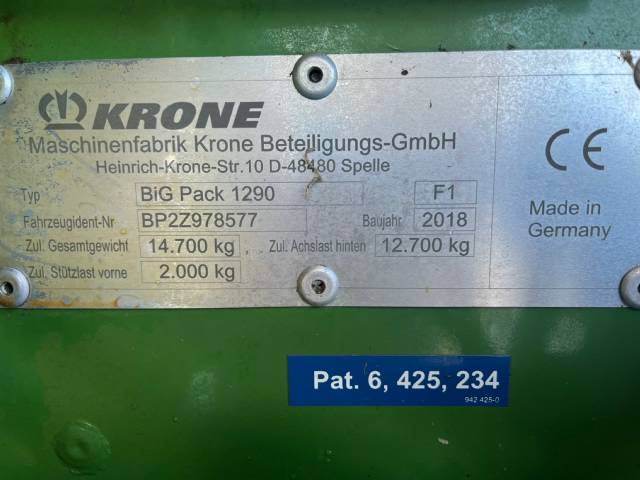 KRONE
Maschinenfabrik Krone Beteiligungs-GmbH
Heinrich-Krone-Str.10 D-48480 Spelle
Typ BiG Pack 1290 F1
Fahrzeugident-Nr BP2Z978577 Baujahr 2018
Zul. Gesamtgewicht 14.700 kg Zul. Achslast hinten 12.700 kg
Zul. Stützlast vorne 2.000 kg
CE
Made in
Germany
Pat. 6, 425, 234
942 425-0